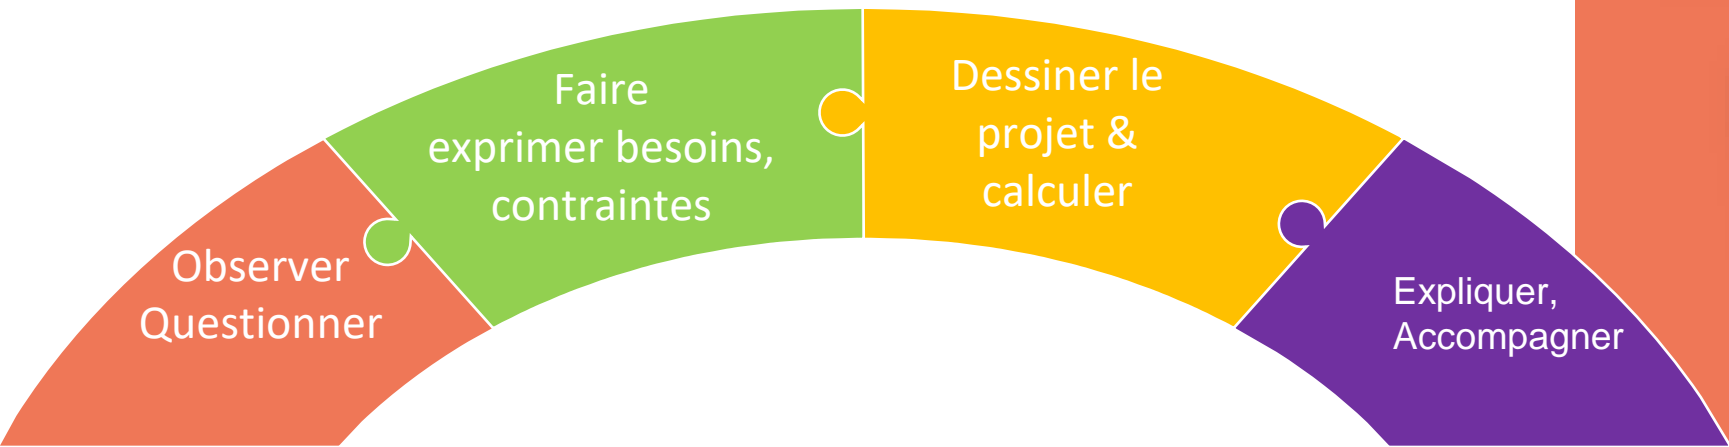 Observer
Questionner
Faire
exprimer besoins,
contraintes
Dessiner le
projet &
calculer
Expliquer,
Accompagner